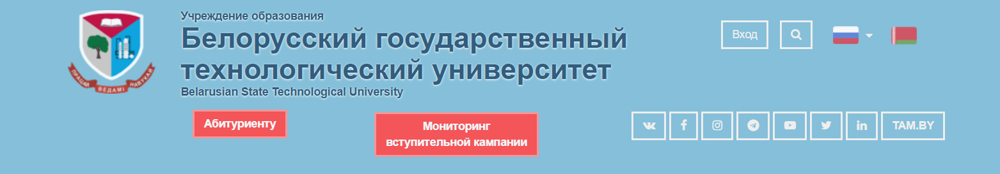 Учреждение образования
Белорусский государственный
технологический университет
Belarusian State Technological University
ПРАЦАЙ ВЕДАМІ НАВУКАЙ
Вход
Абитуриенту
Мониторинг
вступительной кампании
TAM.BY